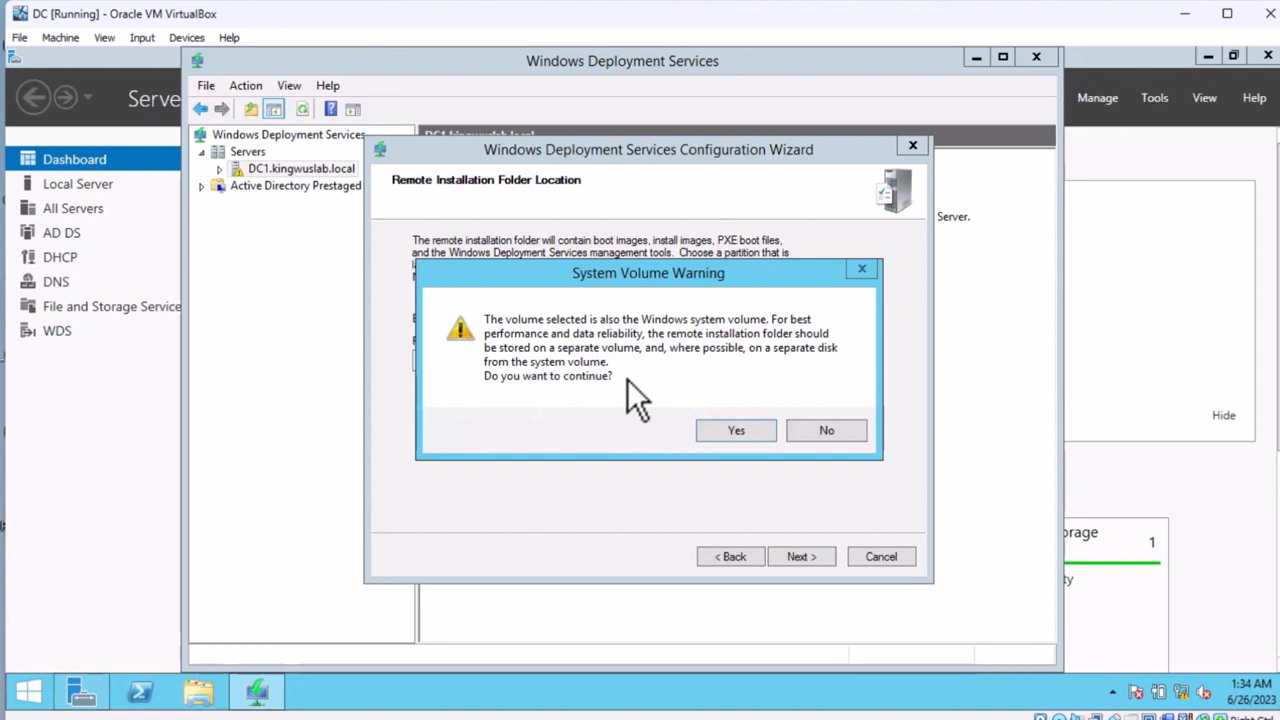 DC [Running] - Oracle VM VirtualBox
File Machine View Input Devices Help
Windows Deployment Services
Serve
Manage Tools View Help
File Action View Help
Dashboard
Local Server
All Servers
AD DS
DHCP
DNS
File and Storage Service
WDS
Windows Deployment Services
Servers
DC1.kingwuslab.local
Active Directory Prestaged
DC1.kingwuslab.local
Windows Deployment Services Configuration Wizard
Remote Installation Folder Location
Server.
The remote installation folder will contain boot images, install images, PXE boot files,
and the Windows Deployment Services management tools. Choose a partition that is
System Volume Warning
The volume selected is also the Windows system volume. For best
performance and data reliability, the remote installation folder should
be stored on a separate volume, and, where possible, on a separate disk
from the system volume.
Do you want to continue?
Yes No
Hide
< Back Next > Cancel
orage 1
ty
1:34 AM
6/26/2023
Right Ctrl